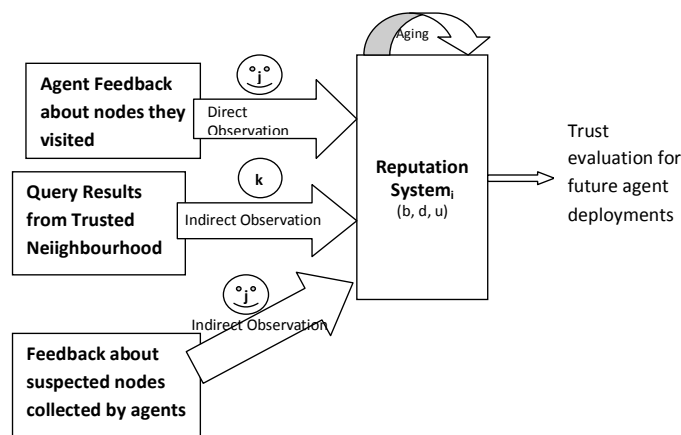 Aging
j
Agent Feedback
about nodes they
visited
Direct
Observation
k
Query Results
from Trusted
Neiighbourhood
Indirect Observation
Reputation
Systemi
(b, d, u)
Trust
evaluation for
future agent
deployments
j
Indirect Observation
Feedback about
suspected nodes
collected by agents